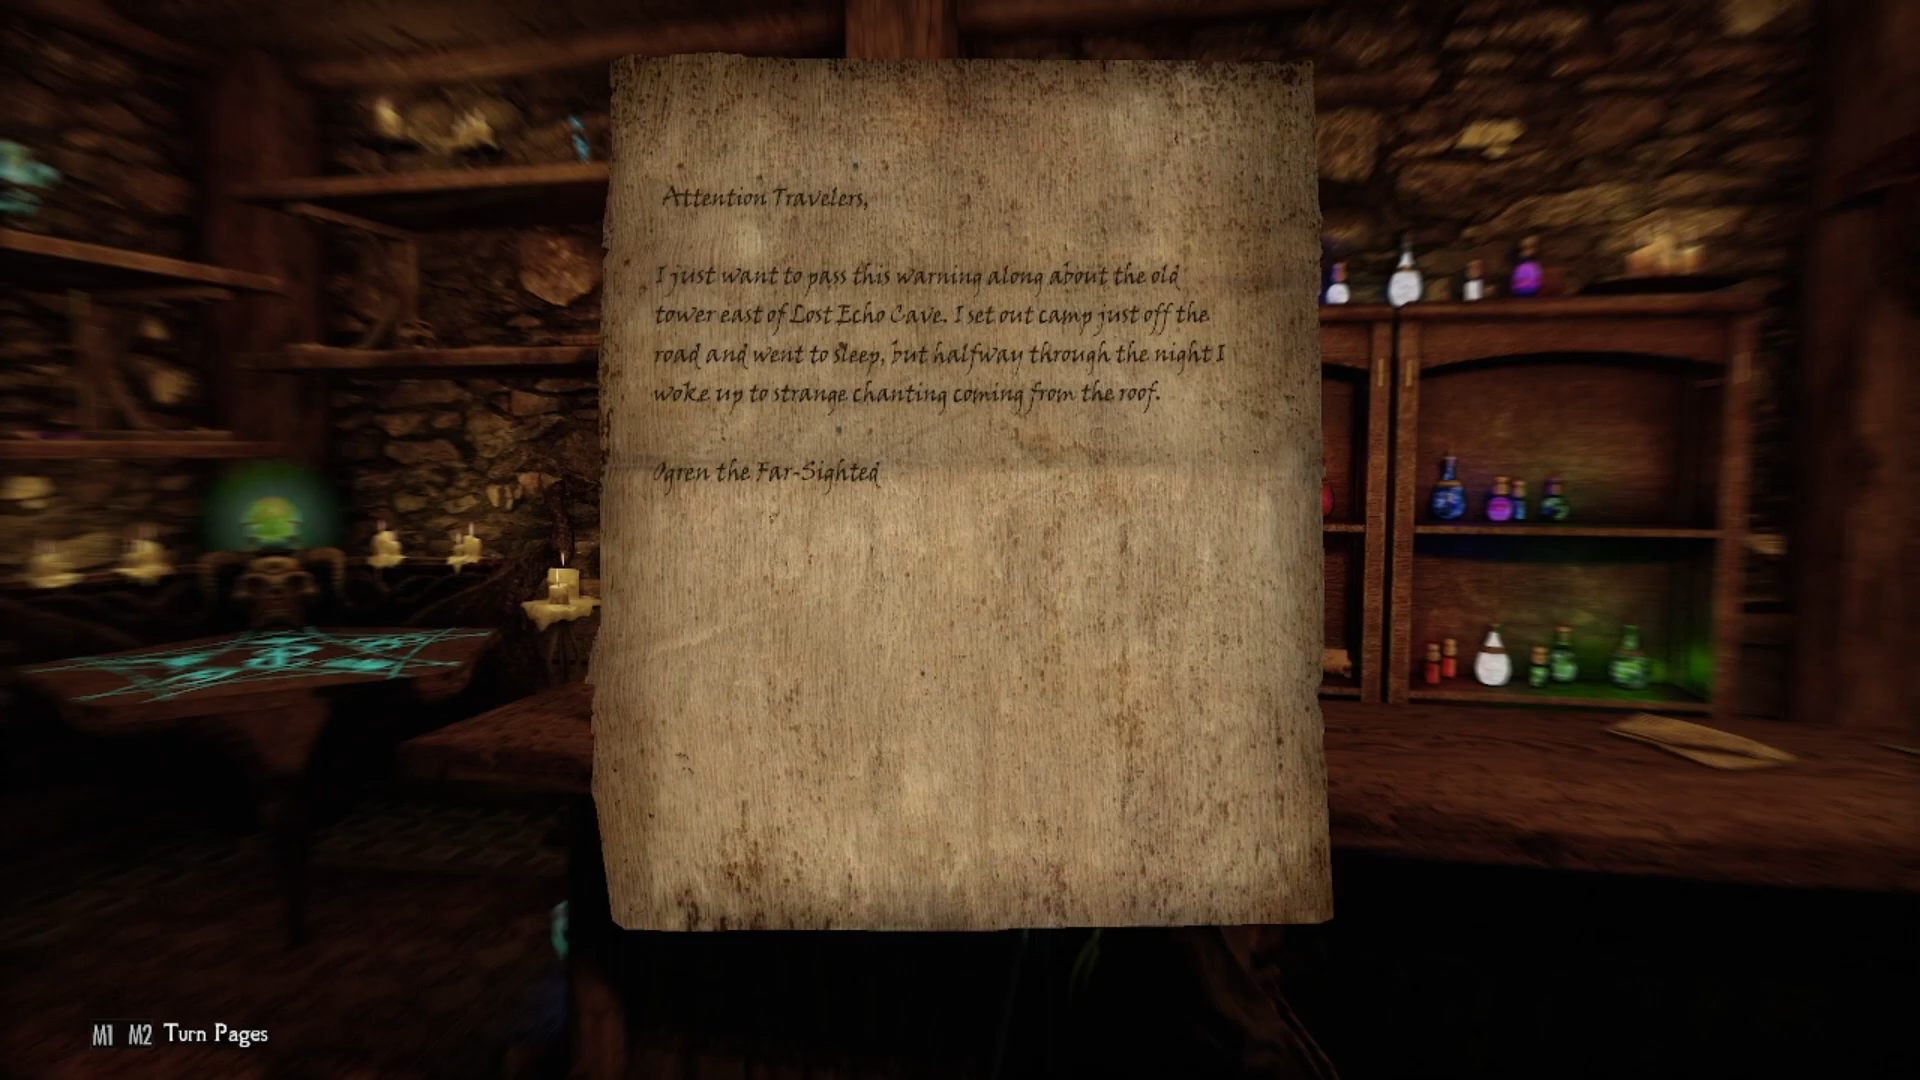 Attention Travelers,
I just want to pass this warning along about the old
tower east of Lost Echo Cave. I set out camp just off the
road and went to sleep, but halfway through the night I
woke up to strange chanting coming from the roof.
Ogren the Far-Sighted
M1 M2 Turn Pages